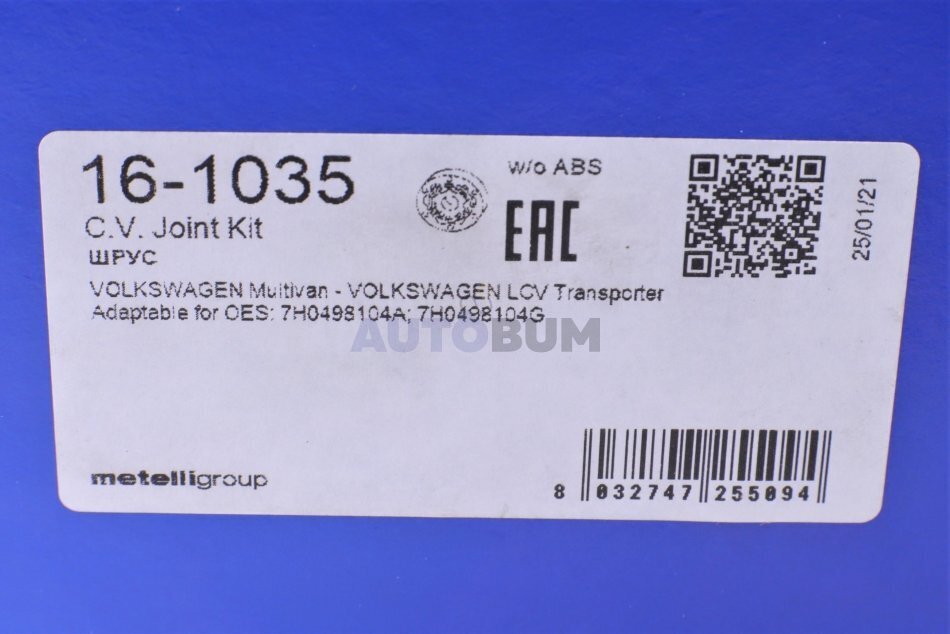 16-1035
w/o ABS
C.V. Joint Kit
EAC
ШРУС
25/01/21
VOLKSWAGEN Multivan - VOLKSWAGEN LCV Transporter
Adaptable for OES: 7H0498104A; 7H0498104G
AUTOBUM
metelligroup
8 032747 255094